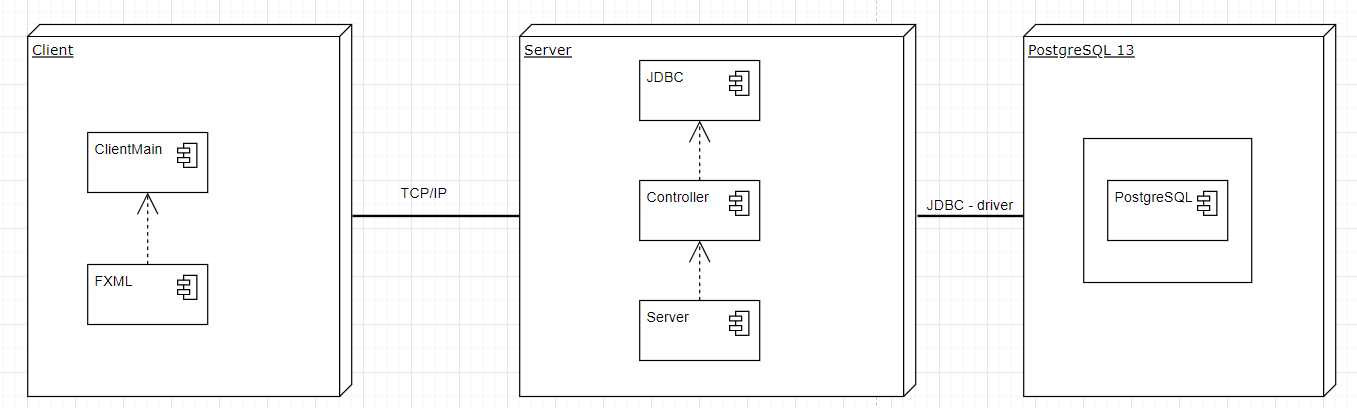 Client
ClientMain
FXML
TCP/IP
Server
JDBC
Controller
Server
JDBC - driver
PostgreSQL 13
PostgreSQL